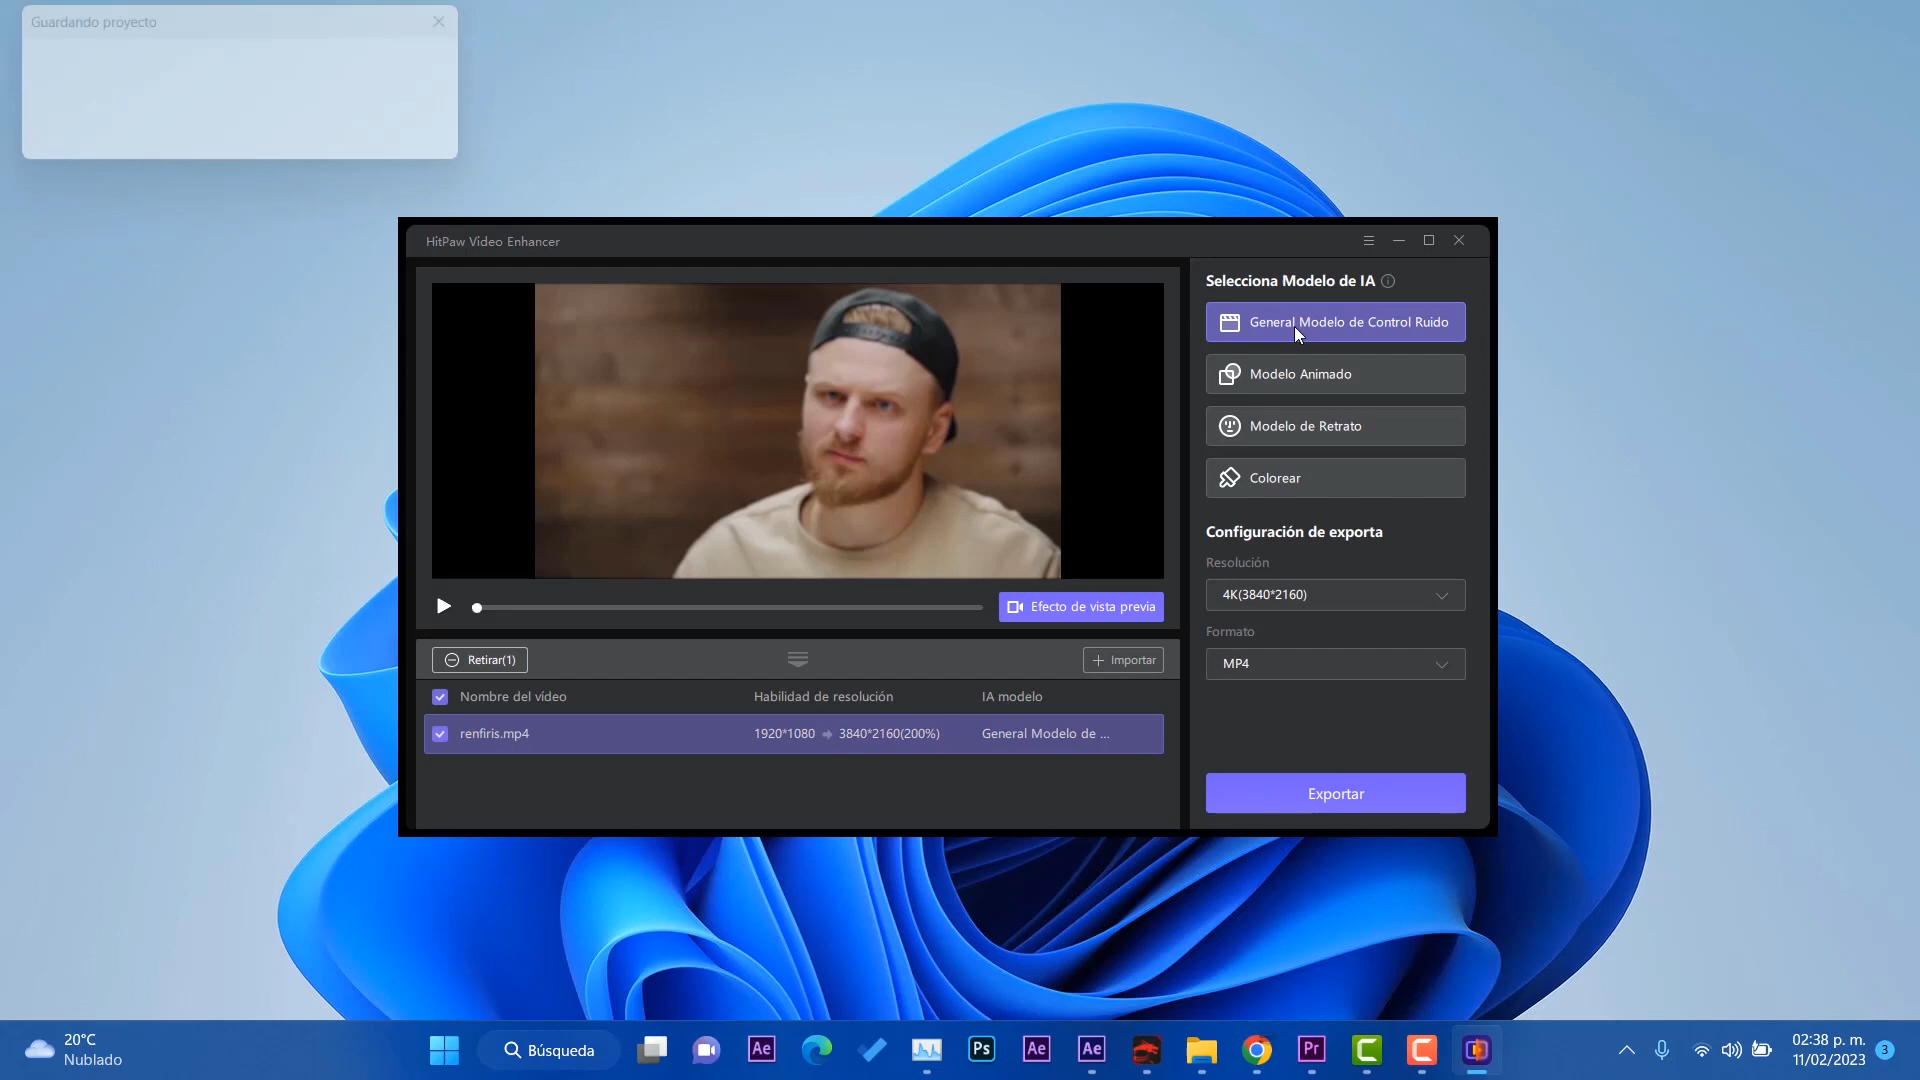 Guardando proyecto
HitPaw Video Enhancer
Selecciona Modelo de IA
General Modelo de Control Ruido
Modelo Animado
Modelo de Retrato
Colorear
Configuración de exporta
Resolución
4K(3840*2160)
Formato
MP4
Exportar
Efecto de vista previa
Retirar(1)
Importar
Nombre del vídeo
Habilidad de resolución
IA modelo
renfiris.mp4
1920*1080
3840*2160(200%)
General Modelo de ...
20°C
Nublado
Búsqueda
Ae
Ps
Ae
Ae
Pr
02:38 p. m.
11/02/2023
3